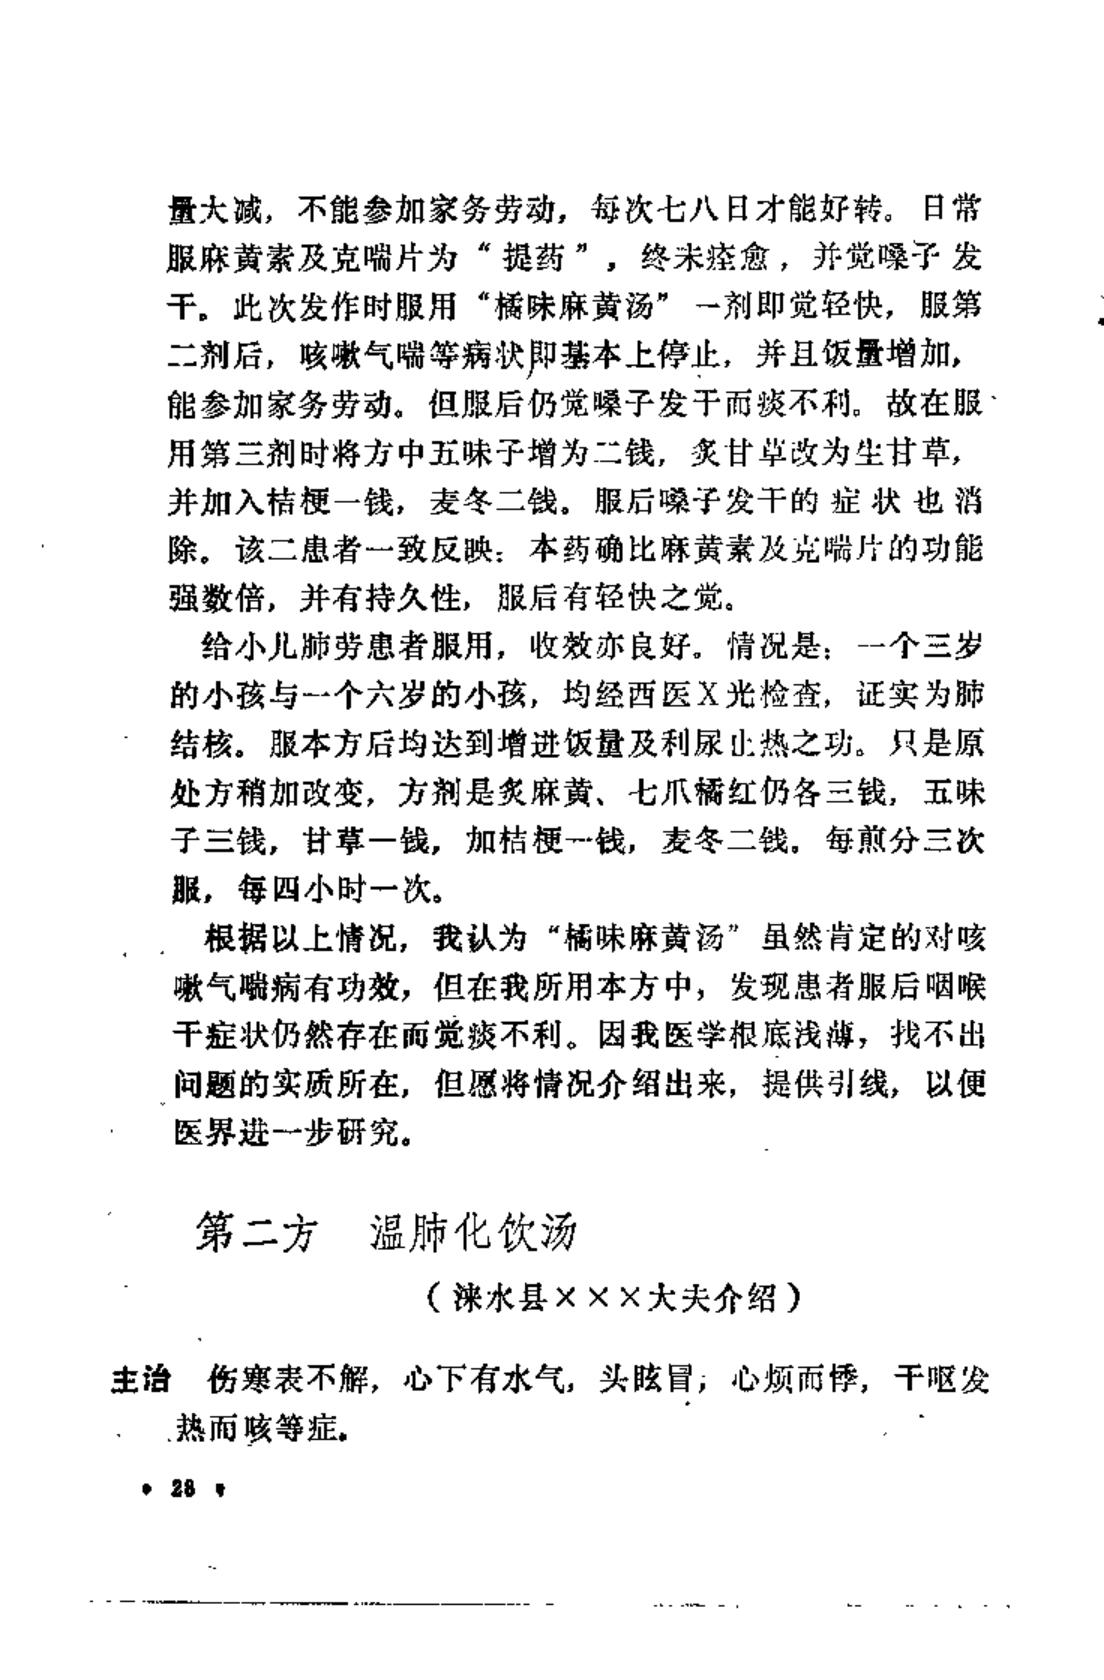 量大减，不能参加家务劳动，每次七八日才能好转。日常
服麻黄素及克喘片为“提药”，终未痊愈，并觉嗓子发
干。此次发作时服用“橘味麻黄汤”一剂即觉轻快，服第
二剂后，咳嗽气喘等病状即基本上停止，并且饭量增加，
能参加家务劳动。但服后仍觉嗓子发干而痰不利。故在服
用第三剂时将方中五味子增为二钱，炙甘草改为生甘草，
并加入桔梗一钱，麦冬二钱。服后嗓子发干的症状也消
除。该二患者一致反映：本药确比麻黄素及克喘片的功能
强数倍，并有持久性，服后有轻快之觉。
给小儿肺劳患者服用，收效亦良好。情况是：一个三岁
的小孩与一个六岁的小孩，均经西医X光检查，证实为肺
结核。服本方后均达到增进饭量及利尿止热之功。只是原
处方稍加改变，方剂是炙麻黄、七爪橘红仍各三钱，五味
子三钱，甘草一钱，加桔梗一钱，麦冬二钱。每煎分三次
服，每四小时一次。
根据以上情况，我认为“橘味麻黄汤”虽然肯定的对咳
嗽气喘病有功效，但在我所用本方中，发现患者服后咽喉
干症状仍然存在而觉痰不利。因我医学根底浅薄，找不出
问题的实质所在，但愿将情况介绍出来，提供引线，以便
医界进一步研究。
第二方 温肺化饮汤
（涞水县×××大夫介绍）
主治 伤寒表不解，心下有水气，头眩冒；心烦而悸，干呕发
热而咳等症。
• 28 •